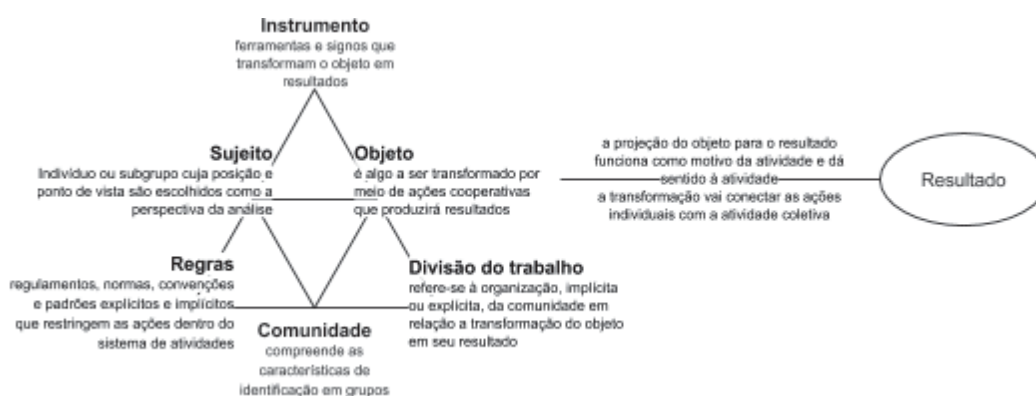 Instrumento
ferramentas e signos que
transformam o objeto em
resultados
Sujeito
Indivíduo ou subgrupo cuja posição e
ponto de vista são escolhidos como a
perspectiva da análise
Objeto
é algo a ser transformado por
meio de ações cooperativas
que produzirá resultados
a projeção do objeto para o resultado
funciona como motivo da atividade e dá
sentido à atividade
a transformação vai conectar as ações
individuais com a atividade coletiva
Resultado
Regras
regulamentos, normas, convenções
e padrões explícitos e implícitos
que restringem as ações dentro do
sistema de atividades
Comunidade
compreende as
características de
identificação em grupos
Divisão do trabalho
refere-se à organização, implícita
ou explícita, da comunidade em
relação a transformação do objeto
em seu resultado